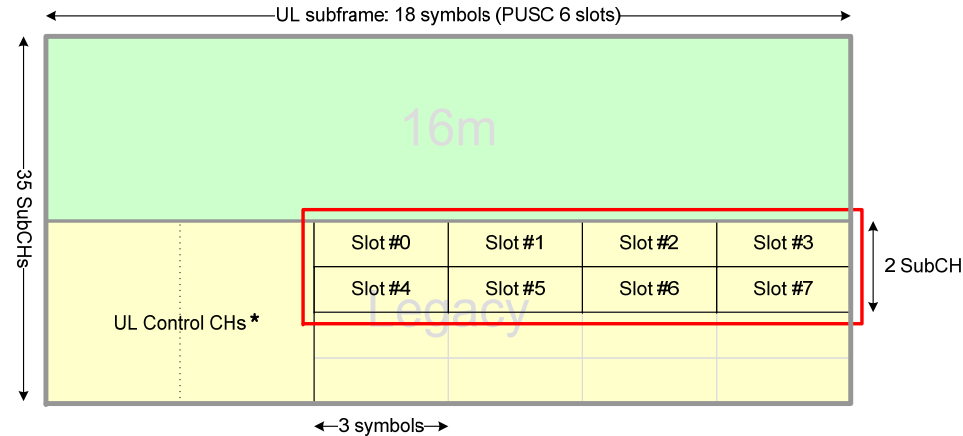 UL subframe: 18 symbols (PUSC 6 slots)
16m
35 SubCHs
Slot #0 Slot #1 Slot #2 Slot #3
2 SubCH
Slot #4 Slot #5 Slot #6 Slot #7
Legacy
UL Control CHs *
3 symbols